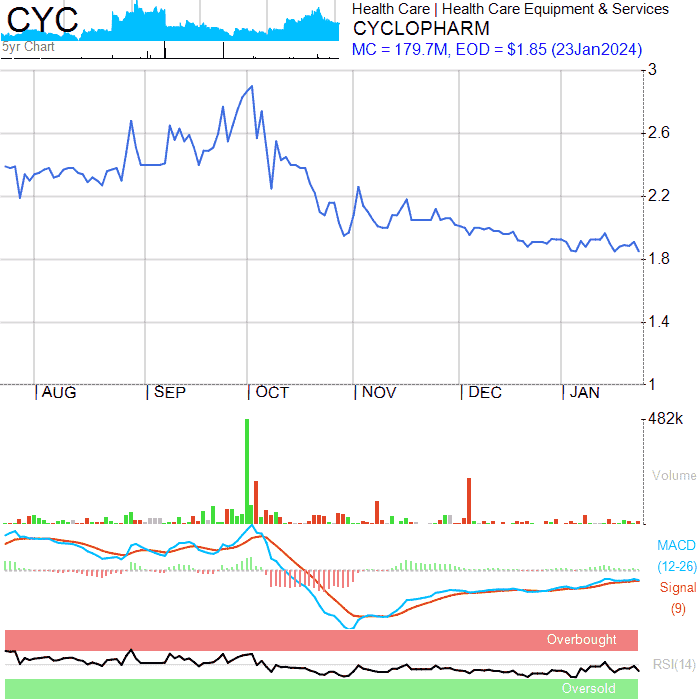 CYC
5yr Chart
Health Care | Health Care Equipment & Services
CYCLOPHARM
MC = 179.7M, EOD = $1.85 (23Jan2024)
3
2.6
2.2
1.8
1.4
1
AUG SEP OCT NOV DEC JAN
482k
Volume
MACD
(12-26)
Signal
(9)
Overbought
RSI(14)
Oversold